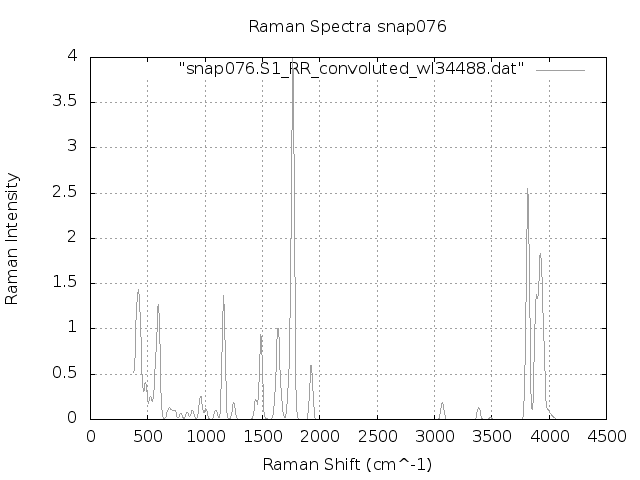 Raman Spectra snap076
"snap076.S1_RR_convoluted_wl34488.dat"
4
3.5
3
2.5
2
1.5
1
0.5
0
Raman Intensity
0 500 1000 1500 2000 2500 3000 3500 4000 4500
Raman Shift (cm^-1)